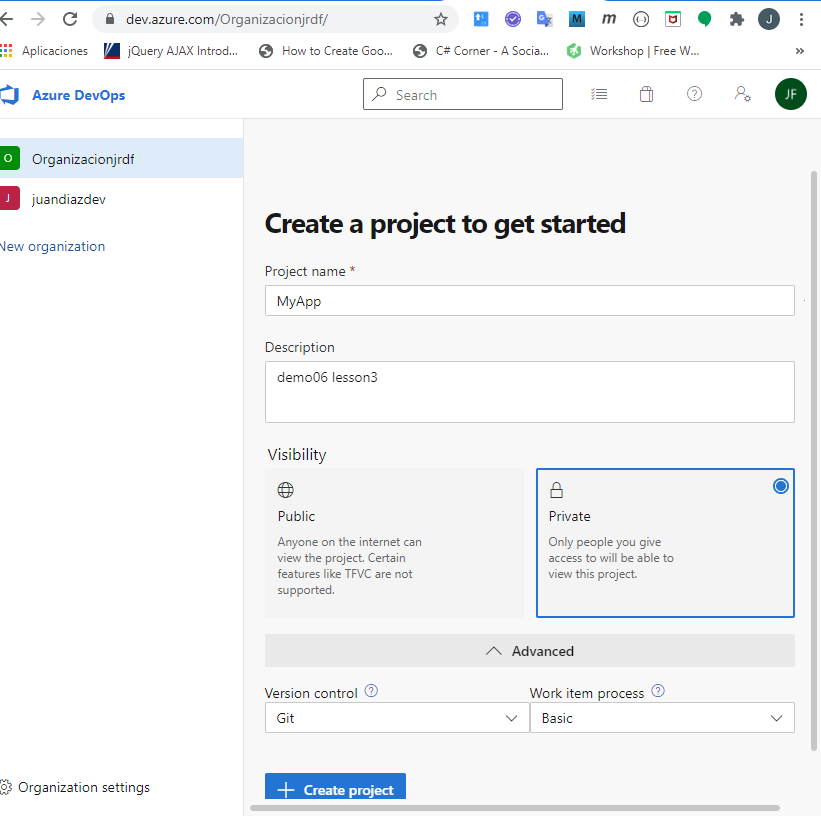 dev.azure.com/Organizacionjrdf/
M
m
J
Aplicaciones
jQuery AJAX Introd...
How to Create Goo...
C# Corner - A Socia...
Workshop | Free W...
»
Azure DevOps
Search
JF
O
Organizacionjrdf
J
juandiazdev
New organization
Create a project to get started
Project name *
MyApp
Description
demo06 lesson3
Visibility
Public
Anyone on the internet can
view the project. Certain
features like TFVC are not
supported.
Private
Only people you give
access to will be able to
view this project.
Advanced
Version control ?
Work item process ?
Git
Basic
Organization settings
+ Create project